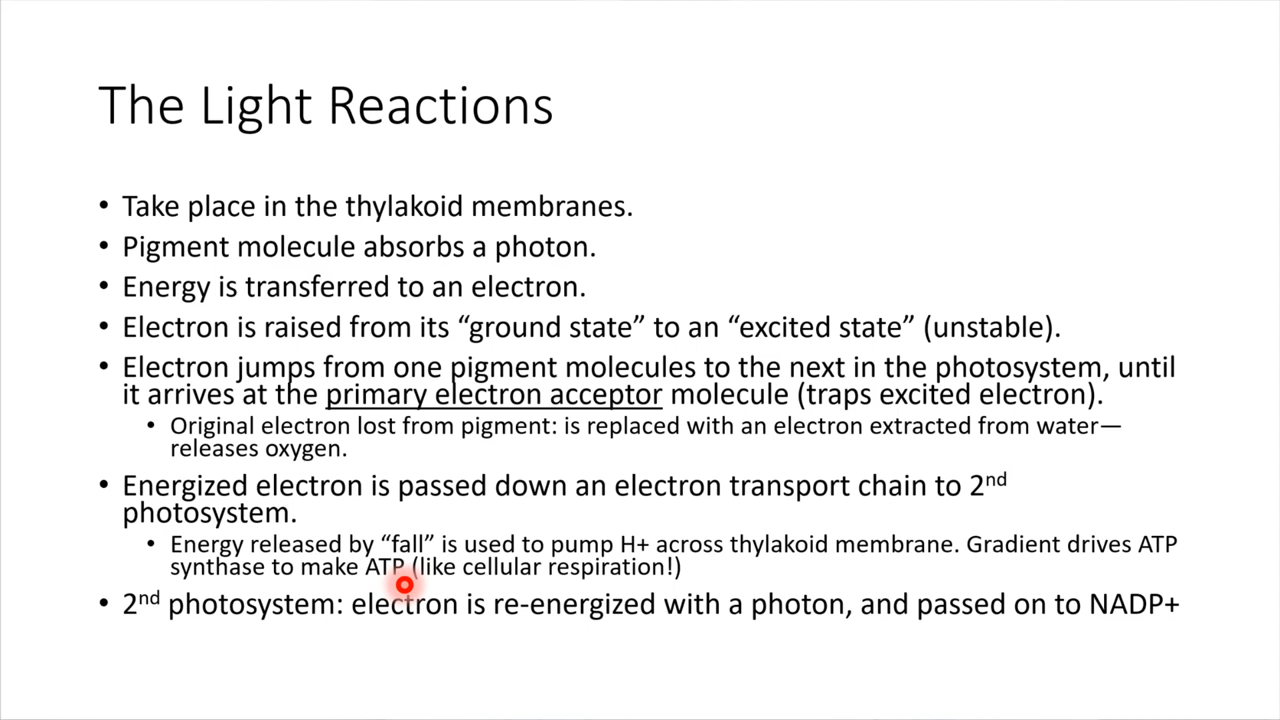 The Light Reactions
• Take place in the thylakoid membranes.
• Pigment molecule absorbs a photon.
• Energy is transferred to an electron.
• Electron is raised from its “ground state” to an “excited state” (unstable).
• Electron jumps from one pigment molecules to the next in the photosystem, until
it arrives at the primary electron acceptor molecule (traps excited electron).
• Original electron lost from pigment: is replaced with an electron extracted from water—
releases oxygen.
• Energized electron is passed down an electron transport chain to 2nd
photosystem.
• Energy released by “fall” is used to pump H+ across thylakoid membrane. Gradient drives ATP
synthase to make ATP (like cellular respiration!)
• 2nd photosystem: electron is re-energized with a photon, and passed on to NADP+